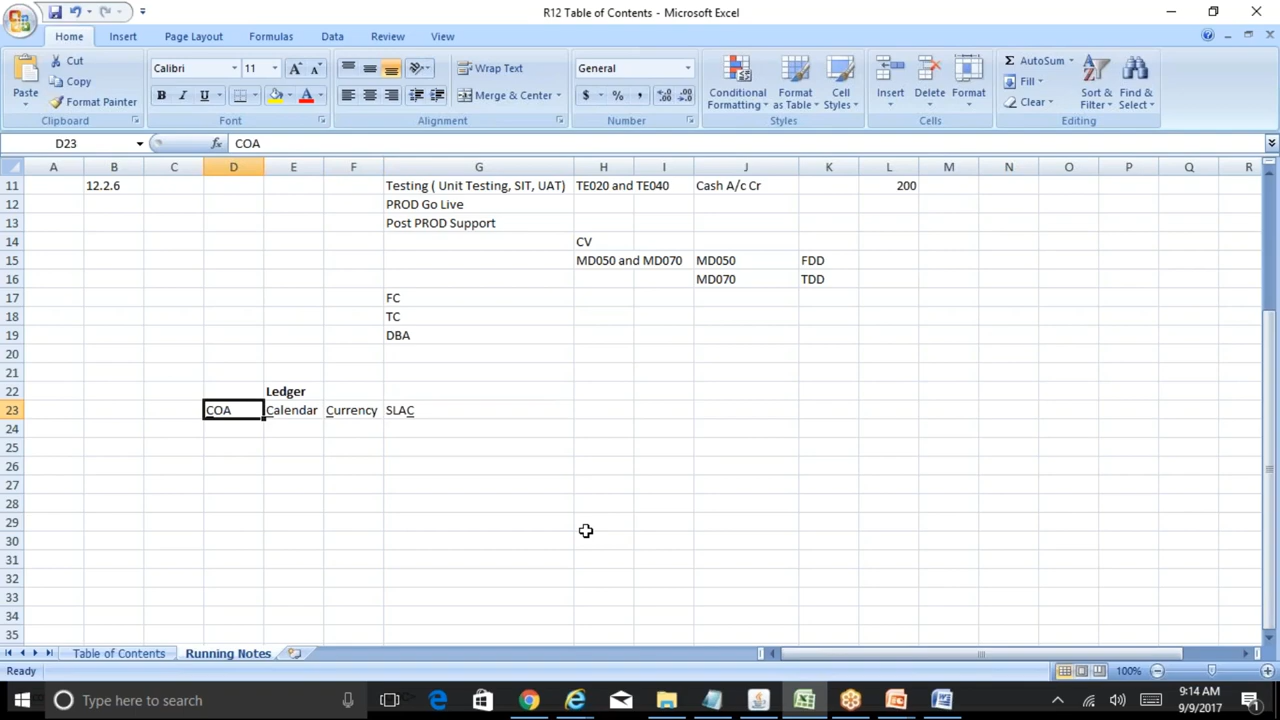 R12 Table of Contents - Microsoft Excel
Home Insert Page Layout Formulas Data Review View
Paste Cut Copy Format Painter Clipboard
Calibri 11 A A B I U A Font
Wrap Text Merge & Center Alignment
General $ % , .0 .00 .00 .0 Number
Conditional Formatting Format as Table Cell Styles Styles
Insert Delete Format Cells
Σ AutoSum Fill Clear Sort & Filter Find & Select Editing
D23 fx COA
A B C D E F G H I J K L M N O P Q R
11 12.2.6 Testing ( Unit Testing, SIT, UAT) TE020 and TE040 Cash A/c Cr 200
12 PROD Go Live
13 Post PROD Support
14 CV
15 MD050 and MD070 MD050 FDD
16 MD070 TDD
17 FC
18 TC
19 DBA
20
21
22 Ledger
23 COA Calendar Currency SLAC
24
25
26
27
28
29
30
31
32
33
34
35
Table of Contents Running Notes
Ready 100%
Type here to search
9:14 AM
9/9/2017
1